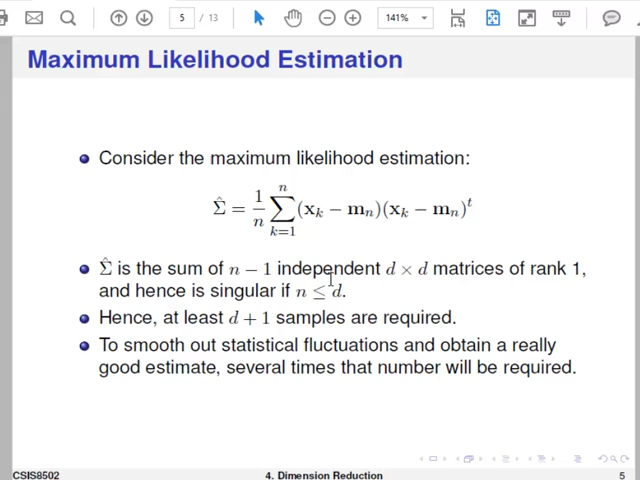 5 / 13 141%
Maximum Likelihood Estimation
Consider the maximum likelihood estimation:
Σ̂ = 1/n ∑_{k=1}^{n} (x_k − m_n)(x_k − m_n)^t
Σ̂ is the sum of n − 1 independent d × d matrices of rank 1,
and hence is singular if n ≤ d.
Hence, at least d + 1 samples are required.
To smooth out statistical fluctuations and obtain a really
good estimate, several times that number will be required.
CSIS8502 4. Dimension Reduction 5